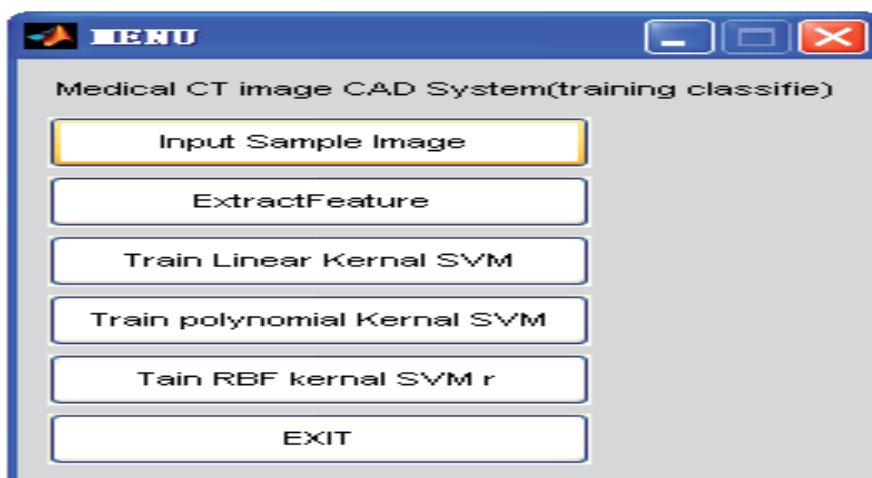 MENU
Medical CT image CAD System(training classifie)
Input Sample Image
ExtractFeature
Train Linear Kernal SVM
Train polynomial Kernal SVM
Tain RBF kernal SVM r
EXIT